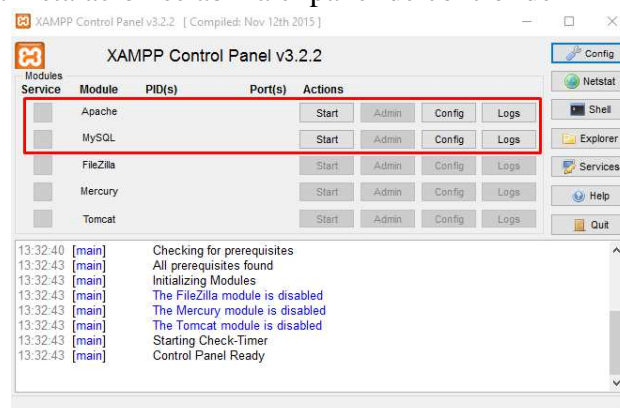 XAMPP Control Panel v3.2.2 [ Compiled: Nov 12th 2015 ]
XAMPP Control Panel v3.2.2
Config
Modules
Service Module PID(s) Port(s) Actions
Netstat
Apache Start Admin Config Logs
Shell
MySQL Start Admin Config Logs
Explorer
FileZilla Start Admin Config Logs
Services
Mercury Start Admin Config Logs
Help
Tomcat Start Admin Config Logs
Quit
13:32:40 [main] Checking for prerequisites
13:32:43 [main] All prerequisites found
13:32:43 [main] Initializing Modules
13:32:43 [main] The FileZilla module is disabled
13:32:43 [main] The Mercury module is disabled
13:32:43 [main] The Tomcat module is disabled
13:32:43 [main] Starting Check-Timer
13:32:43 [main] Control Panel Ready